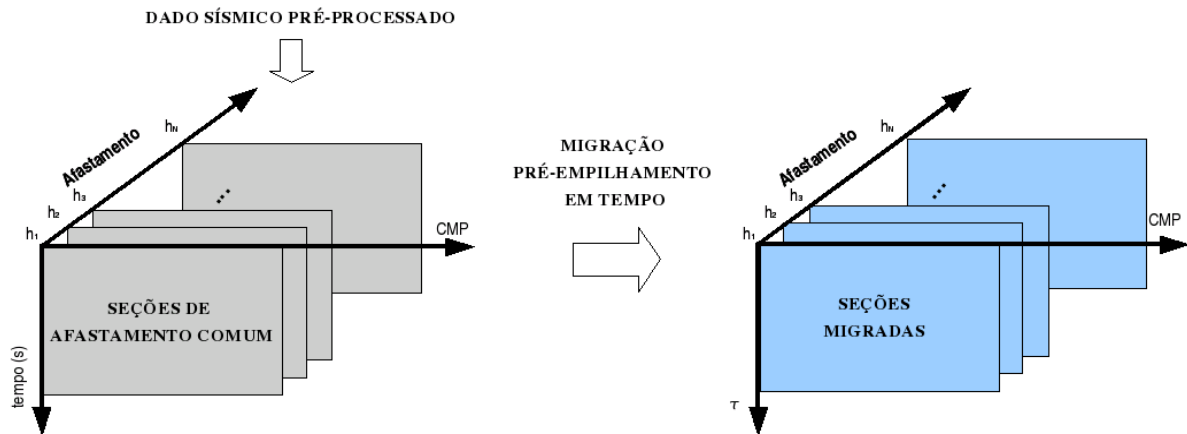 DADO SÍSMICO PRÉ-PROCESSADO
Afastamento
h₁
h₂
h₃
hN
...
CMP
SEÇÕES DE
AFASTAMENTO COMUM
tempo (s)
MIGRAÇÃO
PRÉ-EMPILHAMENTO
EM TEMPO
Afastamento
h₁
h₂
h₃
hN
...
CMP
SEÇÕES
MIGRADAS
τ